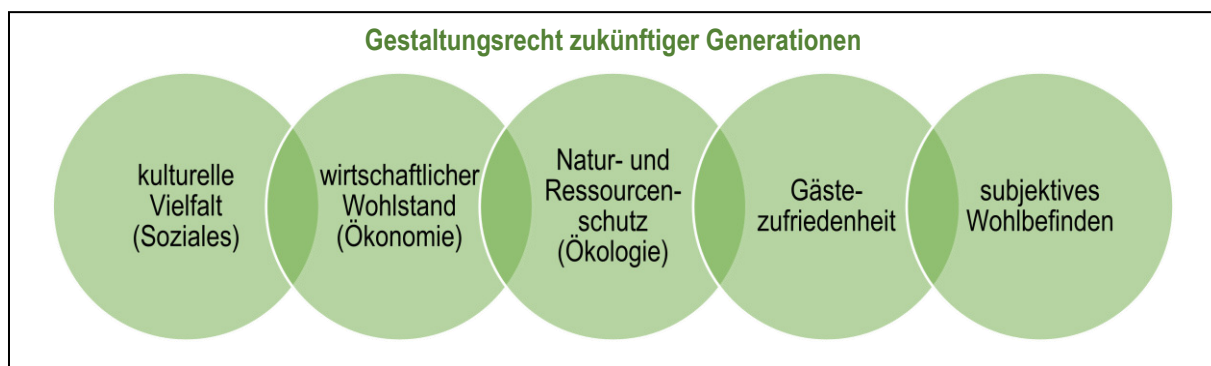 Gestaltungsrecht zukünftiger Generationen
kulturelle
Vielfalt
(Soziales)
wirtschaftlicher
Wohlstand
(Ökonomie)
Natur- und
Ressourcen-
schutz
(Ökologie)
Gäste-
zufriedenheit
subjektives
Wohlbefinden